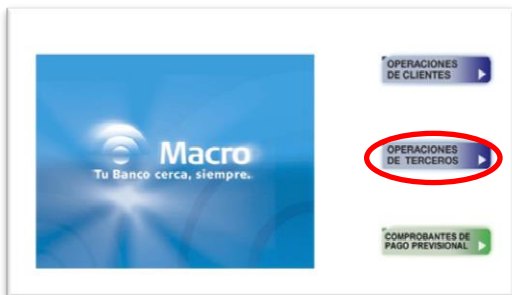 OPERACIONES
DE CLIENTES
Macro
Tu Banco cerca, siempre.
OPERACIONES
DE TERCEROS
COMPROBANTES DE
PAGO PREVISIONAL